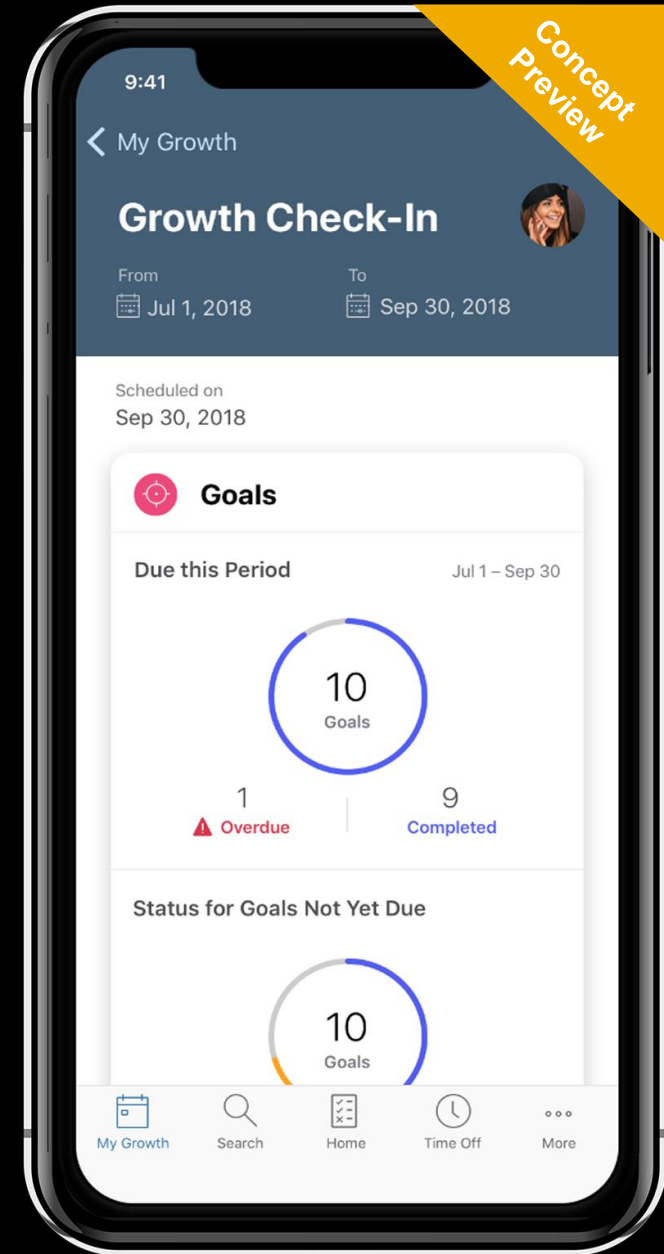 Concept
Preview
9:41
My Growth
Growth Check-In
From To
Jul 1, 2018 Sep 30, 2018
Scheduled on
Sep 30, 2018
Goals
Due this Period Jul 1 – Sep 30
10
Goals
1 9
Overdue Completed
Status for Goals Not Yet Due
10
Goals
My Growth Search Home Time Off More